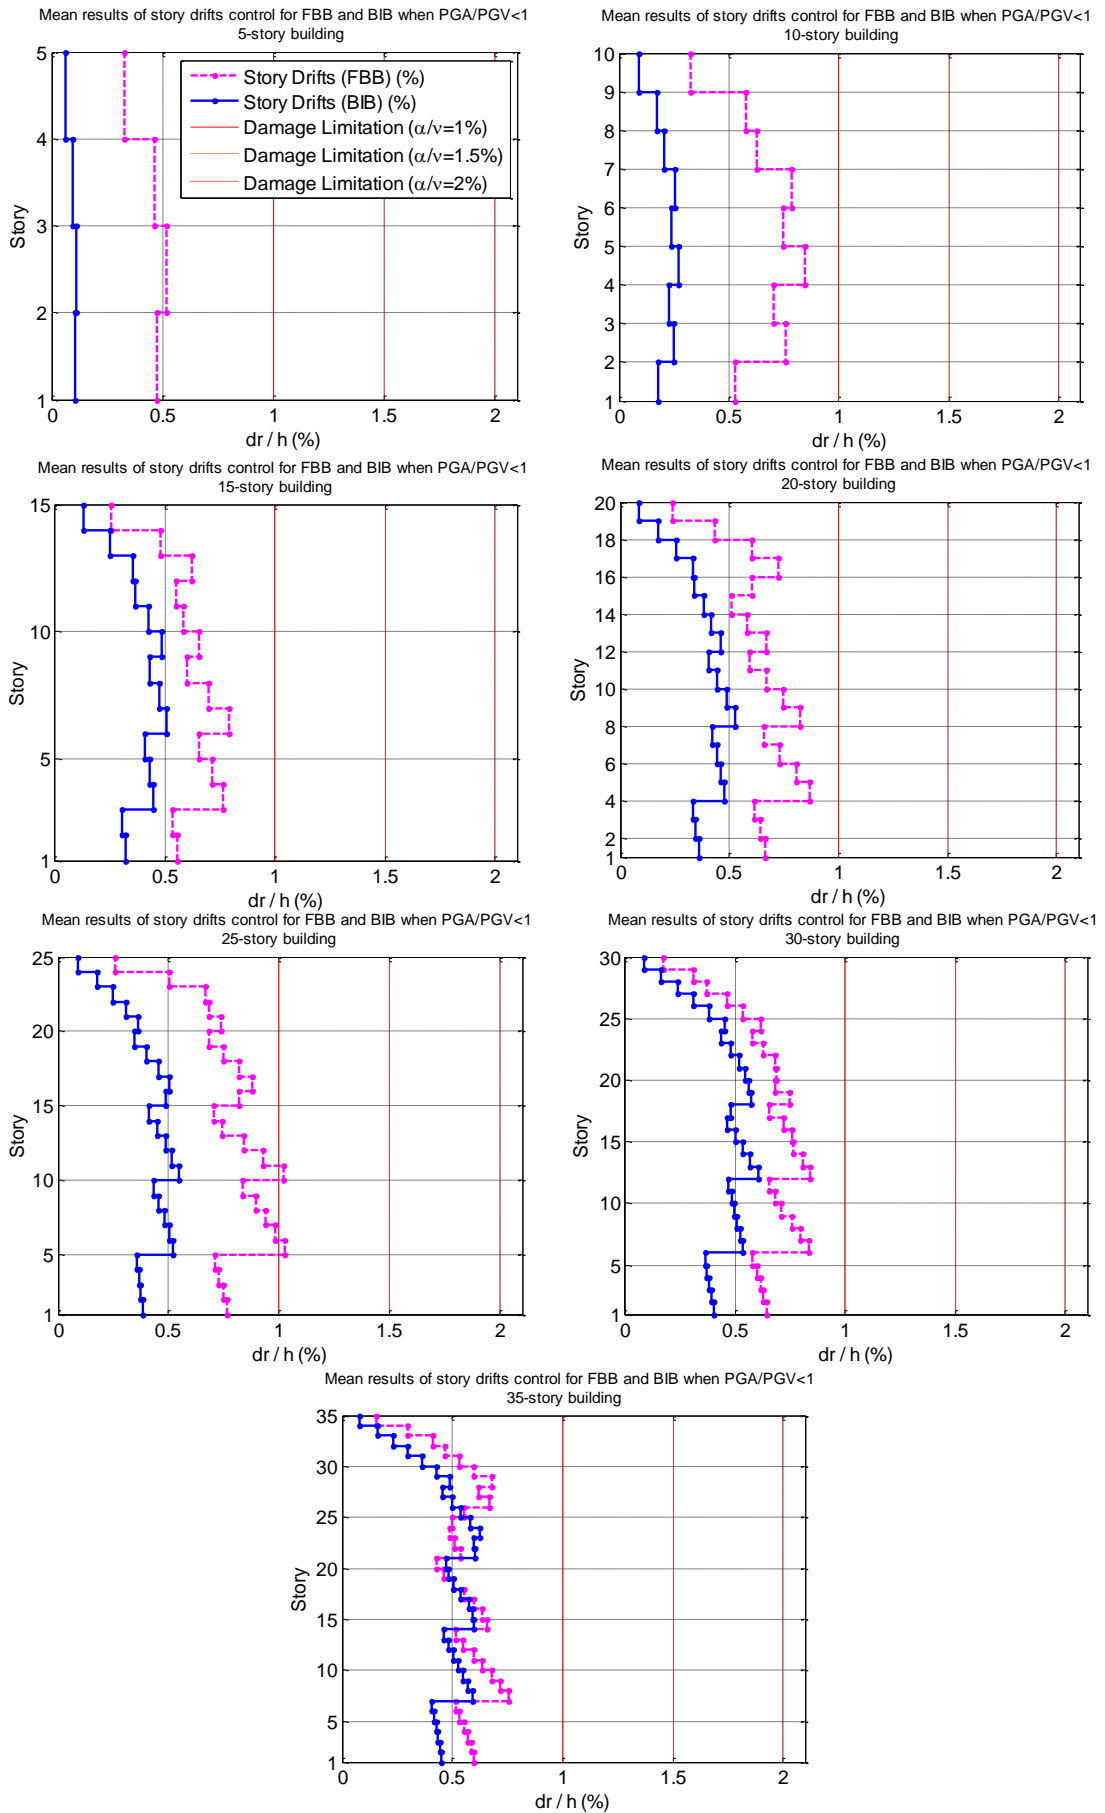 Mean results of story drifts control for FBB and BIB when PGA/PGV<1
5-story building
5
4
3
2
1
Story
Story Drifts (FBB) (%)
Story Drifts (BIB) (%)
Damage Limitation (α/ν=1%)
Damage Limitation (α/ν=1.5%)
Damage Limitation (α/ν=2%)
0 0.5 1 1.5 2
dr / h (%)
Mean results of story drifts control for FBB and BIB when PGA/PGV<1
10-story building
10
9
8
7
6
5
4
3
2
1
Story
0 0.5 1 1.5 2
dr / h (%)
Mean results of story drifts control for FBB and BIB when PGA/PGV<1
15-story building
15
10
5
1
Story
0 0.5 1 1.5 2
dr / h (%)
Mean results of story drifts control for FBB and BIB when PGA/PGV<1
20-story building
20
18
16
14
12
10
8
6
4
2
1
Story
0 0.5 1 1.5 2
dr / h (%)
Mean results of story drifts control for FBB and BIB when PGA/PGV<1
25-story building
25
20
15
10
5
1
Story
0 0.5 1 1.5 2
dr / h (%)
Mean results of story drifts control for FBB and BIB when PGA/PGV<1
30-story building
30
25
20
15
10
5
1
Story
0 0.5 1 1.5 2
dr / h (%)
Mean results of story drifts control for FBB and BIB when PGA/PGV<1
35-story building
35
30
25
20
15
10
5
1
Story
0 0.5 1 1.5 2
dr / h (%)